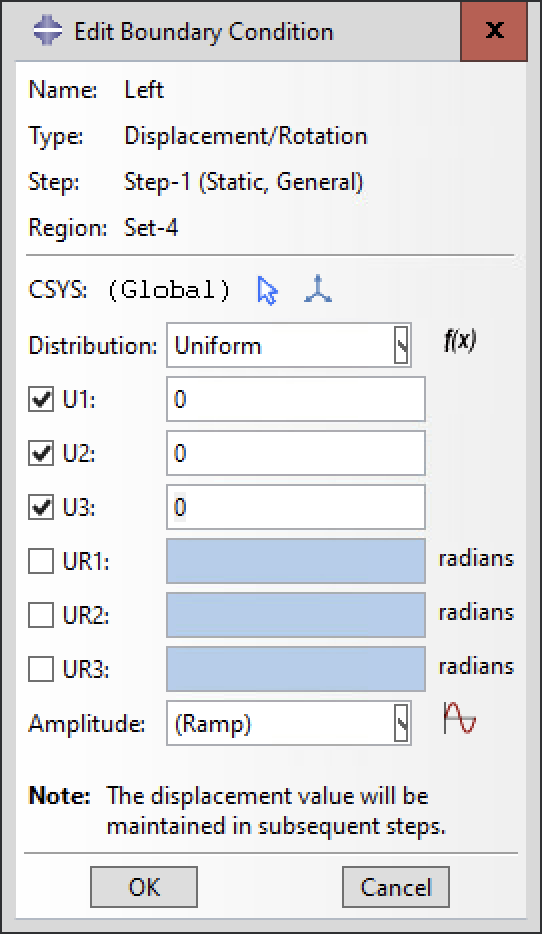 Edit Boundary Condition
x
Name: Left
Type: Displacement/Rotation
Step: Step-1 (Static, General)
Region: Set-4
CSYS: (Global)
Distribution: Uniform f(x)
U1: 0
U2: 0
U3: 0
UR1: radians
UR2: radians
UR3: radians
Amplitude: (Ramp)
Note: The displacement value will be
maintained in subsequent steps.
OK Cancel